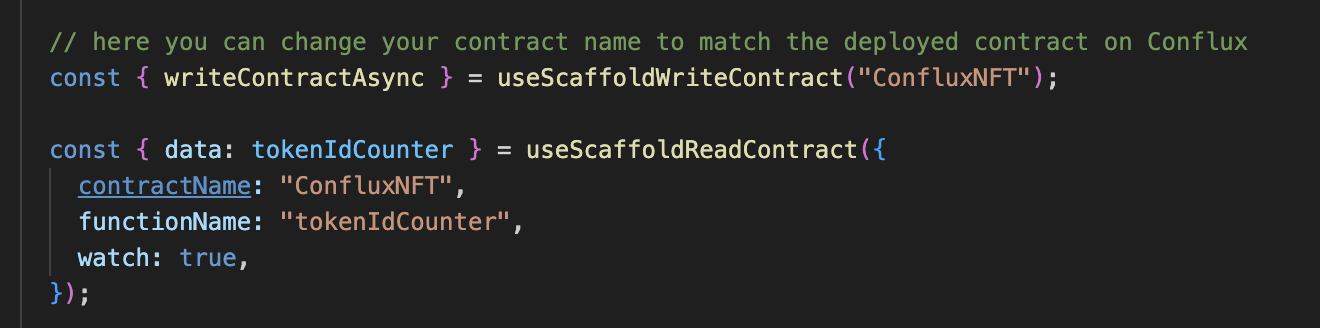 // here you can change your contract name to match the deployed contract on Conflux
const { writeContractAsync } = useScaffoldWriteContract("ConfluxNFT");
const { data: tokenIdCounter } = useScaffoldReadContract({
contractName: "ConfluxNFT",
functionName: "tokenIdCounter",
watch: true,
});